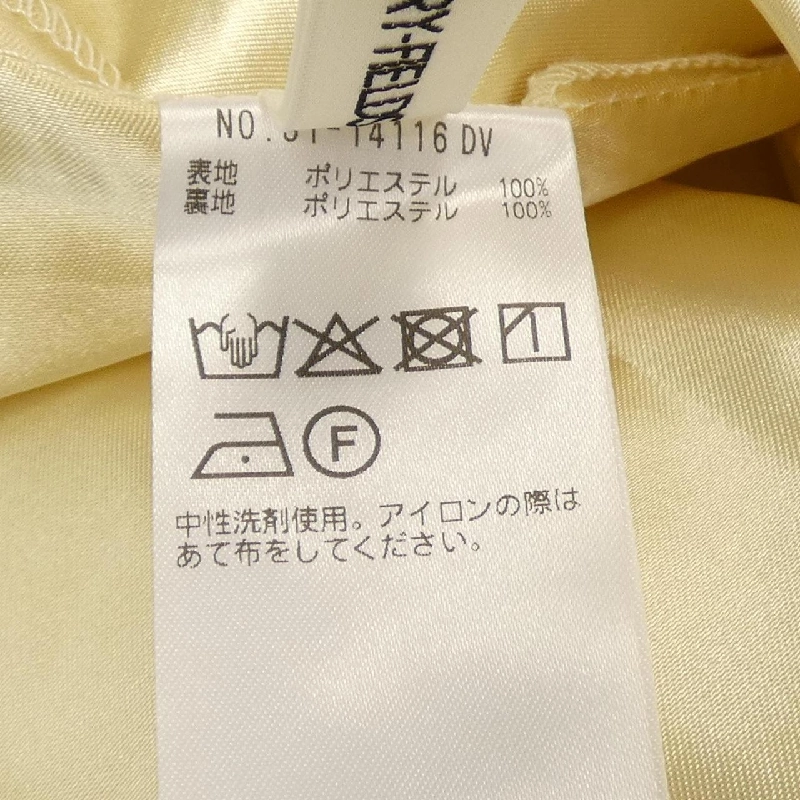 RY-FIELD
NO. 14116 DV
表地 ポリエステル 100%
裏地 ポリエステル 100%
F
中性洗剤使用。アイロンの際は
あて布をしてください。